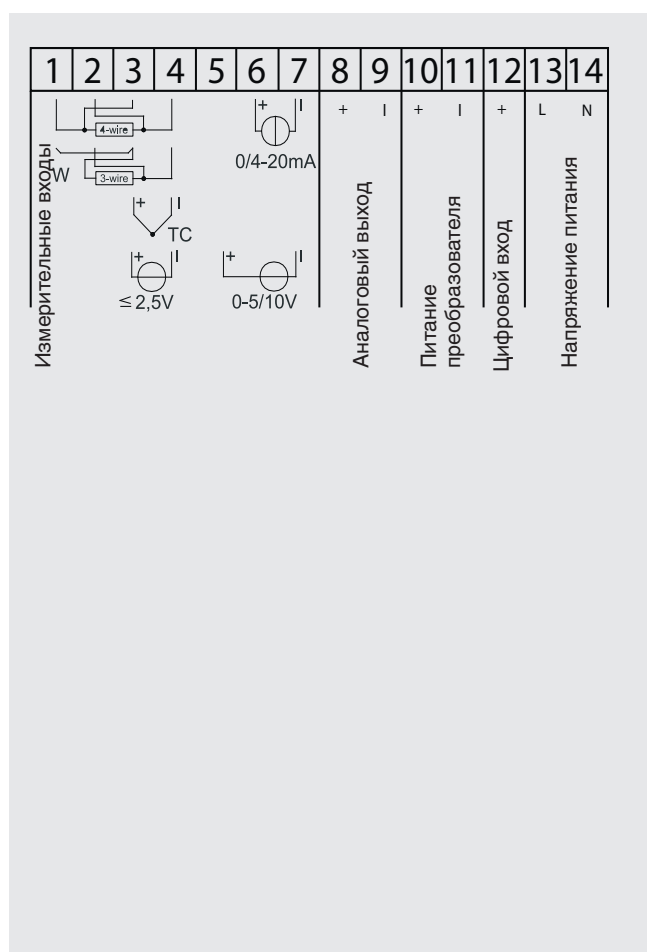 1 2 3 4 5 6 7 8 9 10 11 12 13 14
+ I + I + I + L N
4-wire
0/4-20mA
W 3-wire
+ I
TC
+ I + I
≤ 2,5V 0-5/10V
Измерительные входы
Аналоговый выход
Питание
преобразователя
Цифровой вход
Напряжение питания